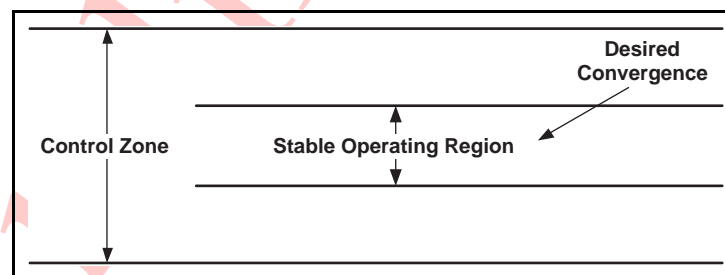 Desired
Convergence
Control Zone
Stable Operating Region